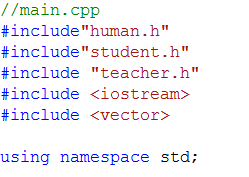 //main.cpp
#include"human.h"
#include"student.h"
#include "teacher.h"
#include <iostream>
#include <vector>
using namespace std;